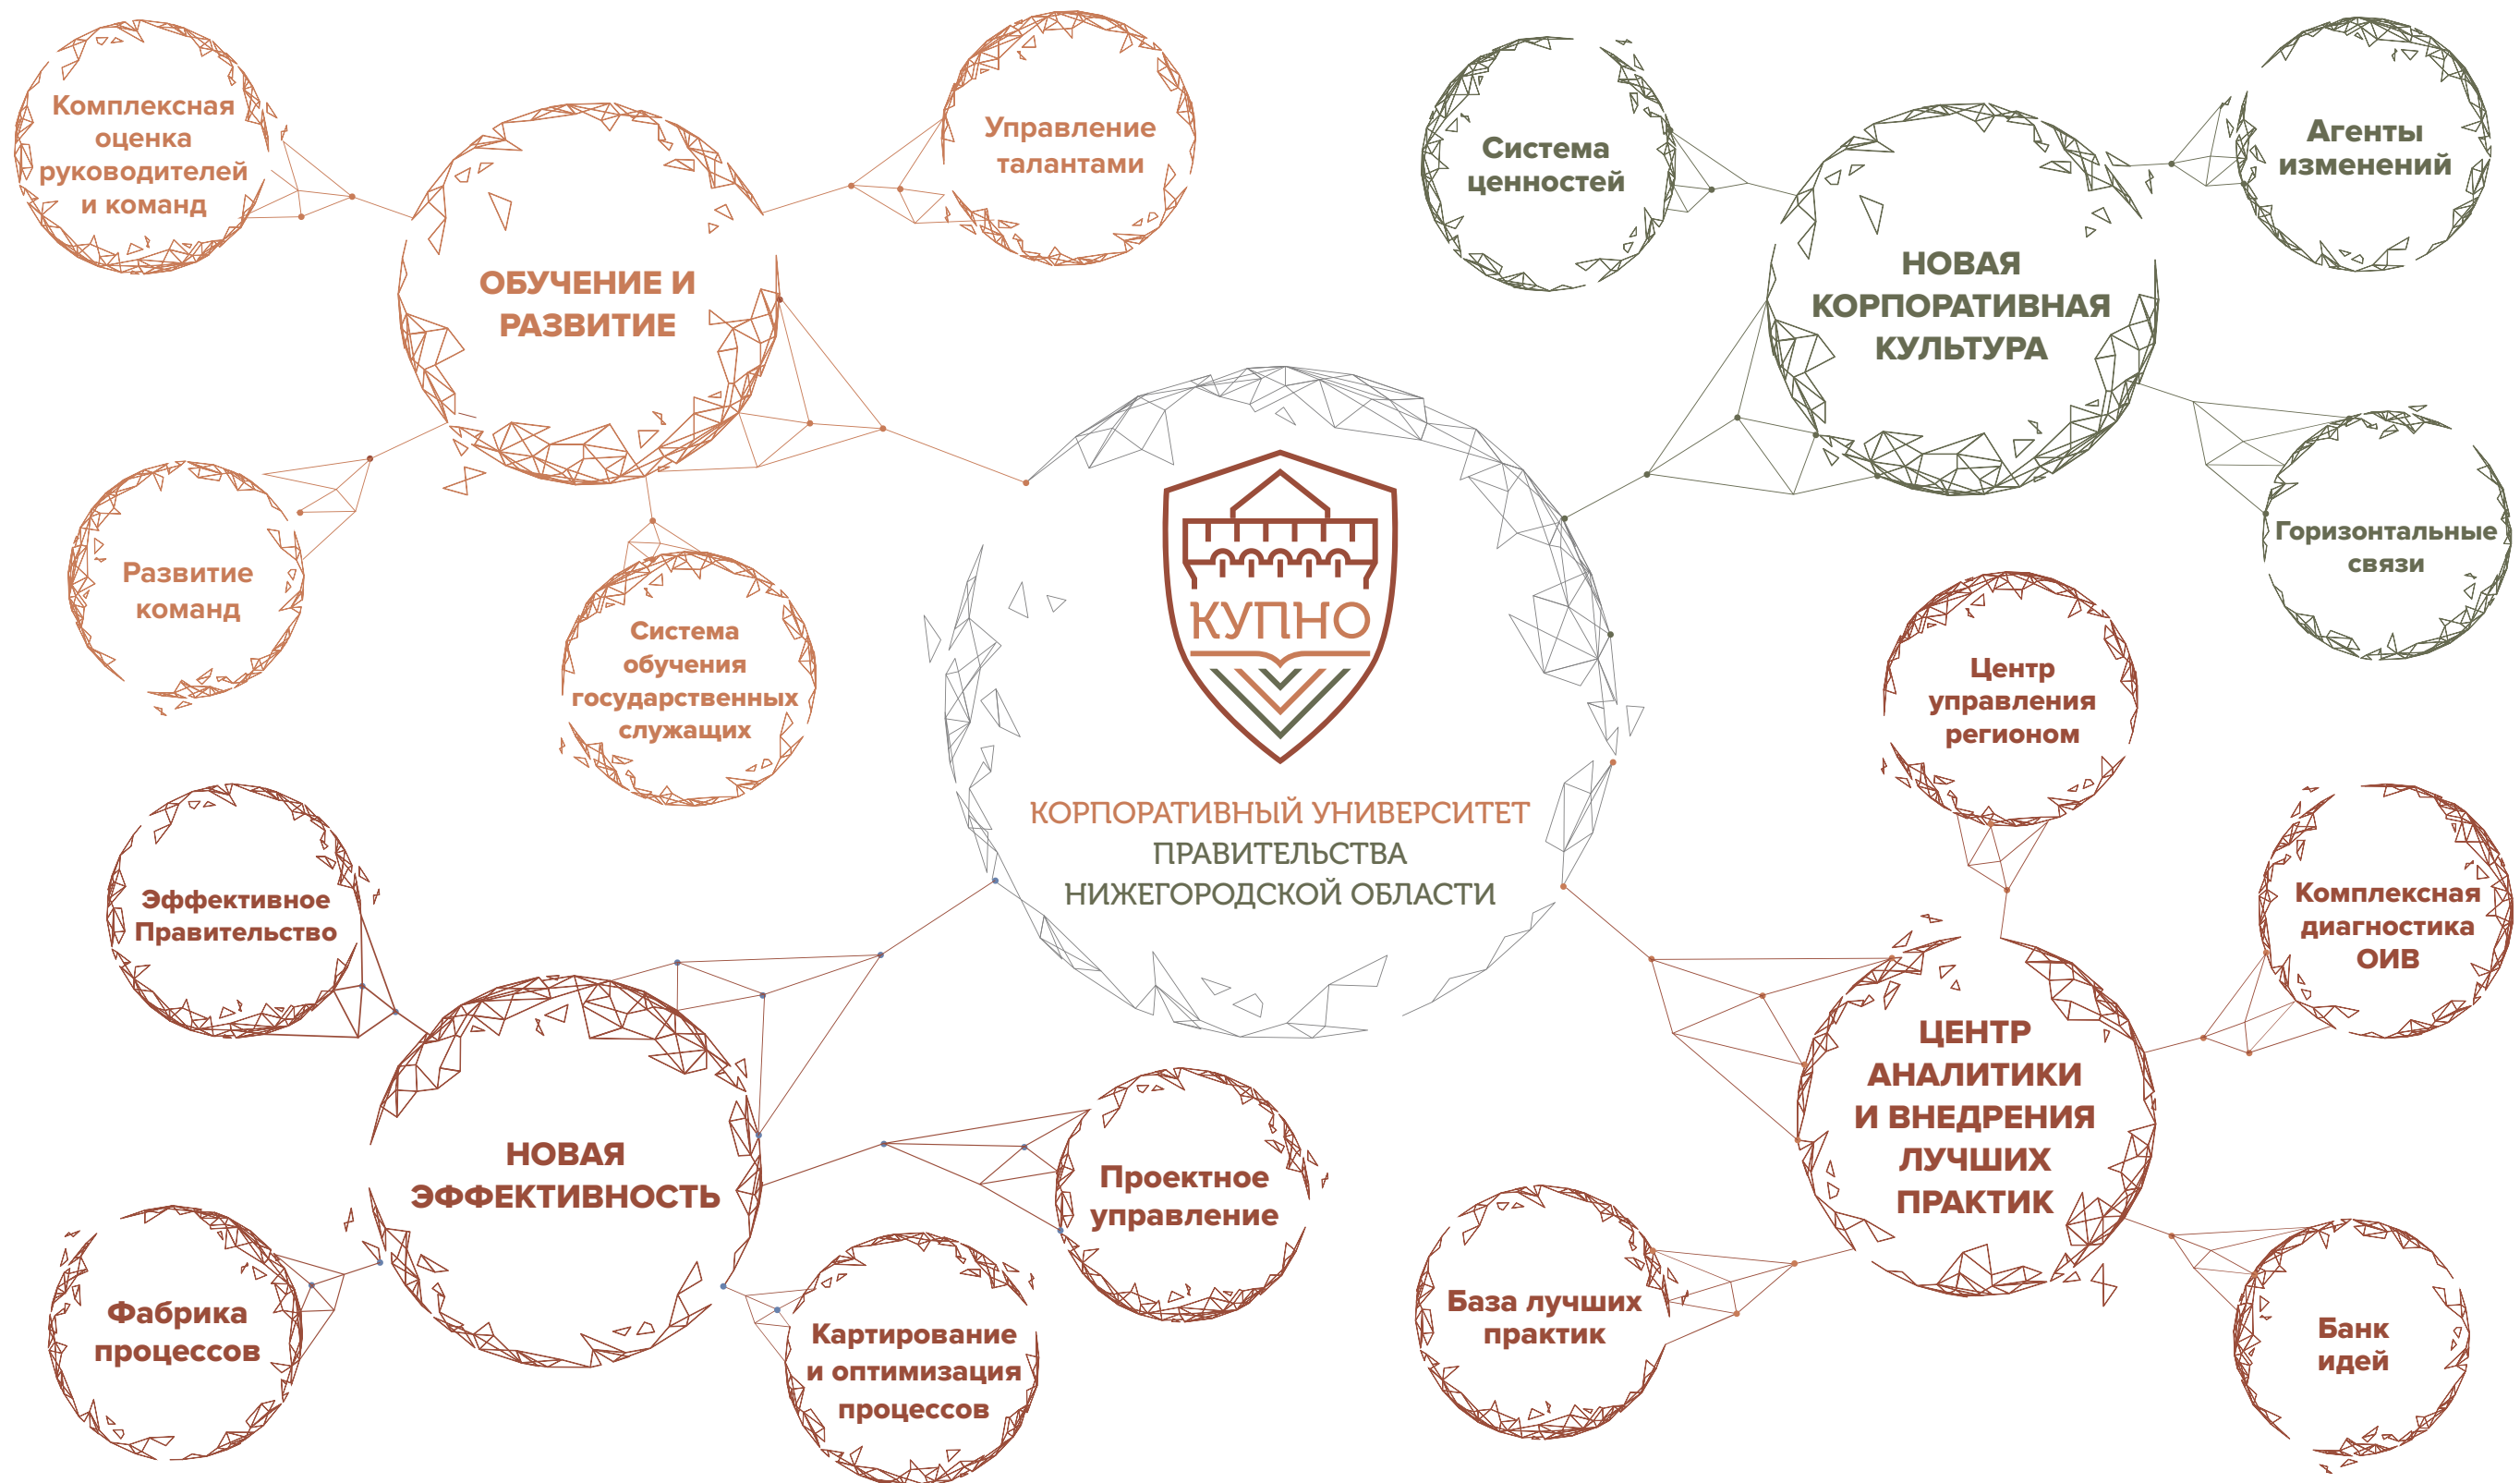 Комплексная
оценка
руководителей
и команд
Управление
талантами
ОБУЧЕНИЕ И
РАЗВИТИЕ
Развитие
команд
Система
обучения
государственных
служащих
Система
ценностей
Агенты
изменений
НОВАЯ
КОРПОРАТИВНАЯ
КУЛЬТУРА
Горизонтальные
связи
КУПНО
КОРПОРАТИВНЫЙ УНИВЕРСИТЕТ
ПРАВИТЕЛЬСТВА
НИЖЕГОРОДСКОЙ ОБЛАСТИ
Эффективное
Правительство
НОВАЯ
ЭФФЕКТИВНОСТЬ
Проектное
управление
Фабрика
процессов
Картирование
и оптимизация
процессов
Центр
управления
регионом
Комплексная
диагностика
ОИВ
ЦЕНТР
АНАЛИТИКИ
И ВНЕДРЕНИЯ
ЛУЧШИХ
ПРАКТИК
База лучших
практик
Банк
идей